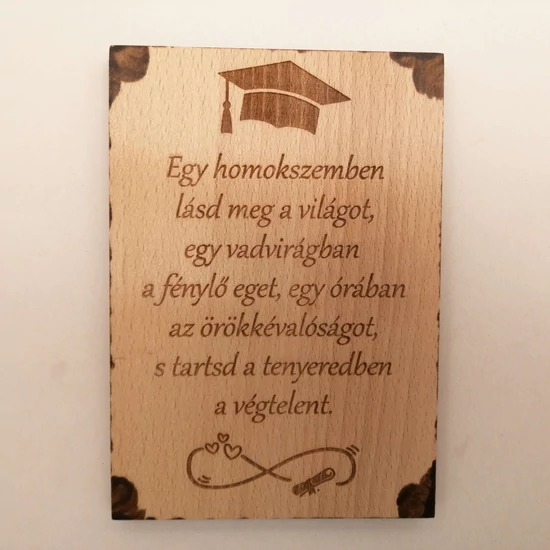 Egy homokszemben
lásd meg a világot,
egy vadvirágban
a fénylő eget, egy órában
az örökkévalóságot,
s tartsd a tenyeredben
a végtelent.